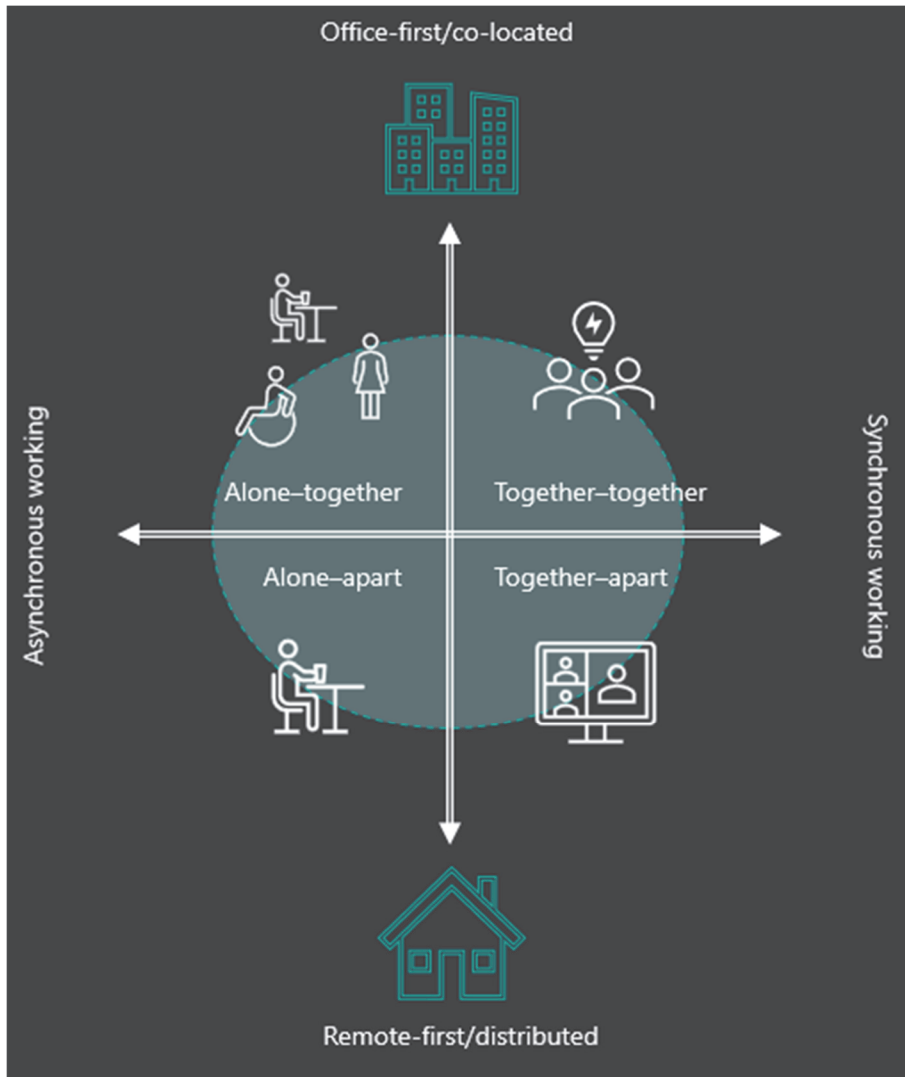 Office-first/co-located
Asynchronous working
Synchronous working
Alone–together
Together–together
Alone–apart
Together–apart
Remote-first/distributed